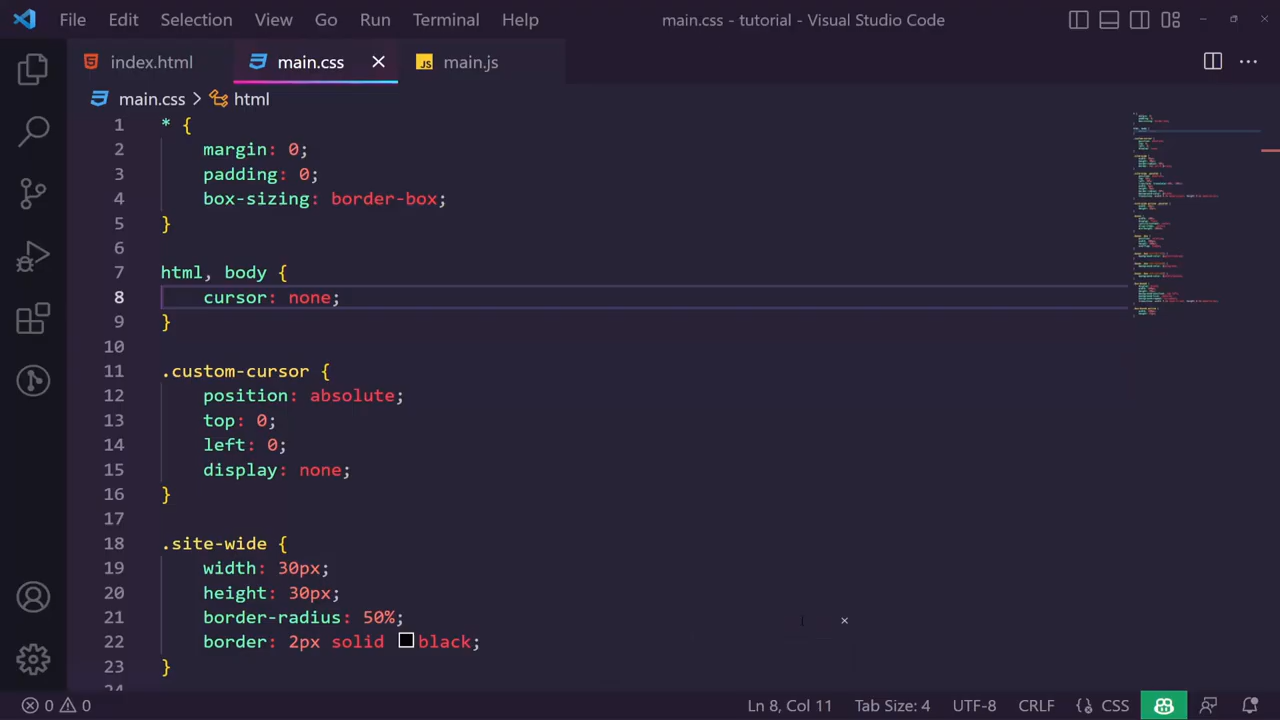 File Edit Selection View Go Run Terminal Help main.css - tutorial - Visual Studio Code
index.html main.css JS main.js
main.css > html
1 * {
2 margin: 0;
3 padding: 0;
4 box-sizing: border-box;
5 }
6
7 html, body {
8 cursor: none;
9 }
10
11 .custom-cursor {
12 position: absolute;
13 top: 0;
14 left: 0;
15 display: none;
16 }
17
18 .site-wide {
19 width: 30px;
20 height: 30px;
21 border-radius: 50%;
22 border: 2px solid black;
23 }
24
0 0 Ln 8, Col 11 Tab Size: 4 UTF-8 CRLF {} CSS